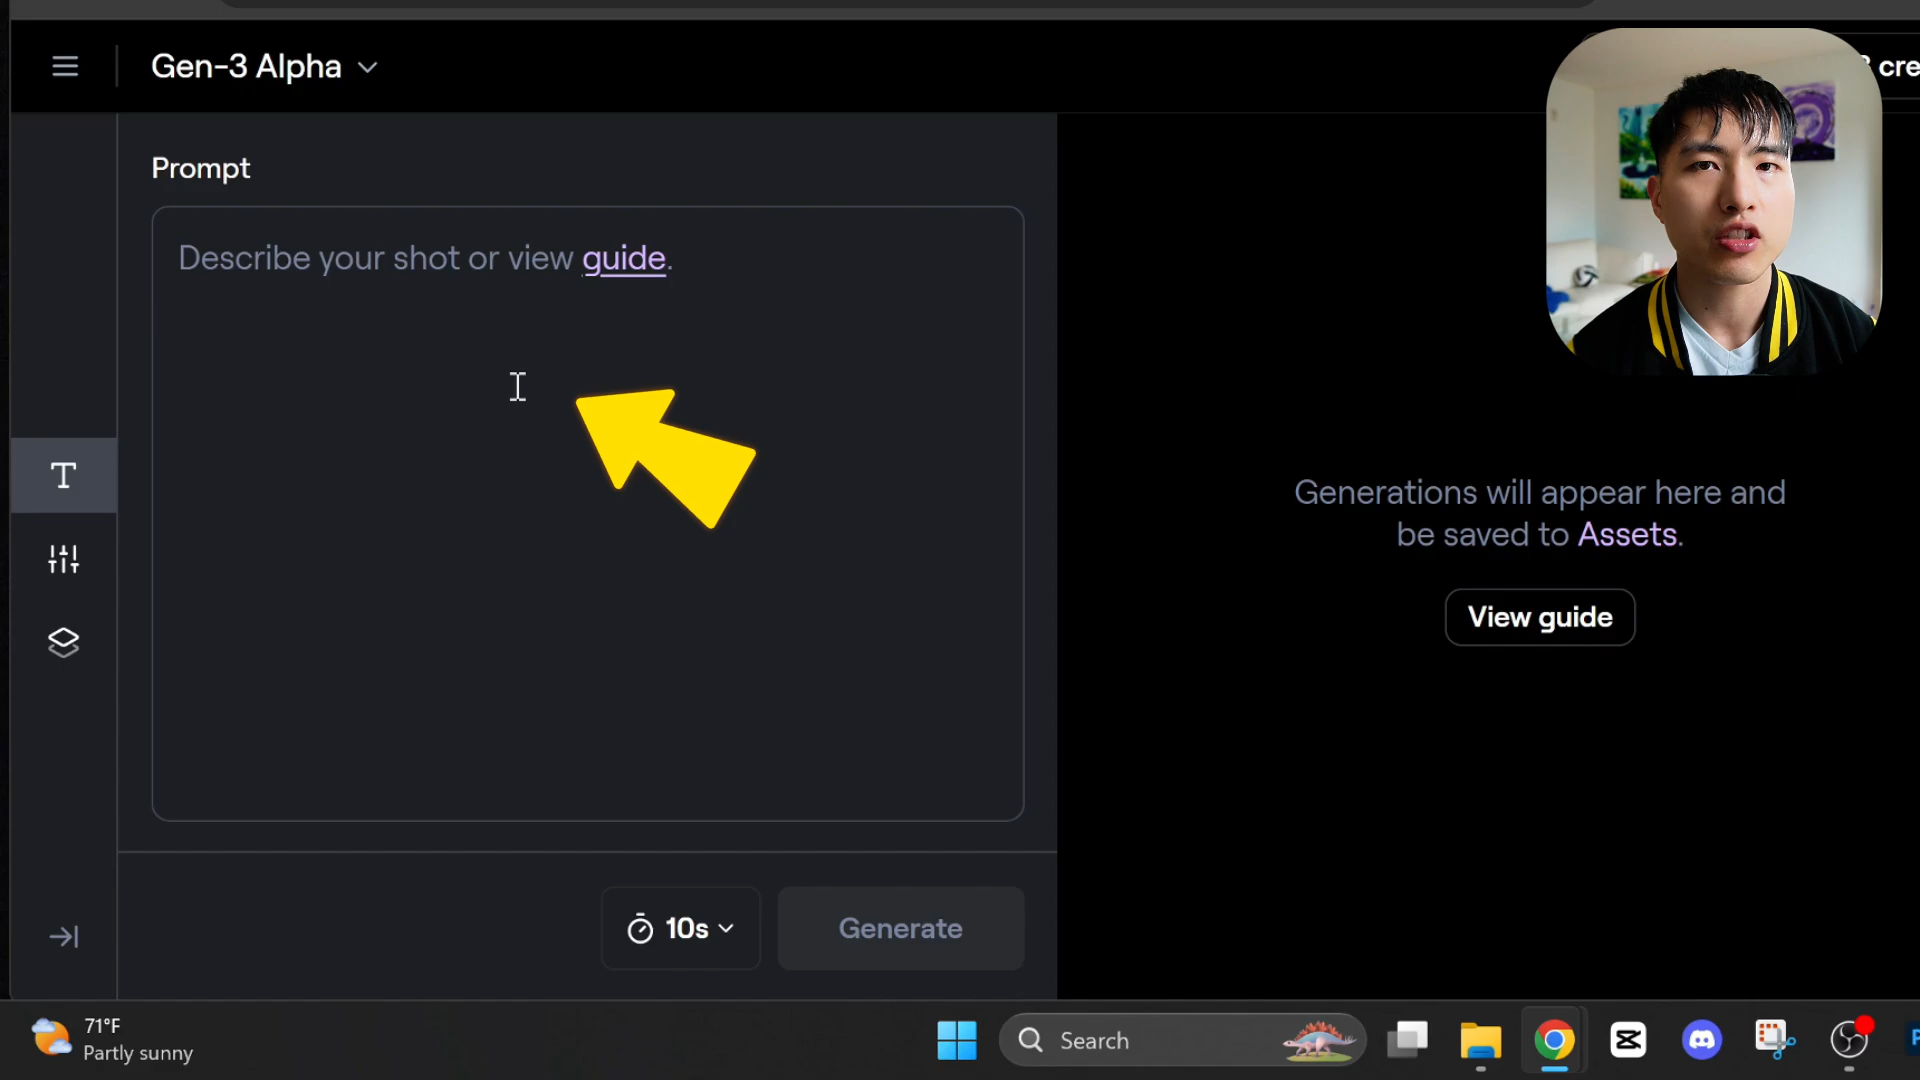 Gen-3 Alpha
cre
Prompt
Describe your shot or view guide.
Generations will appear here and
be saved to Assets.
View guide
10s
Generate
71°F
Partly sunny
Search